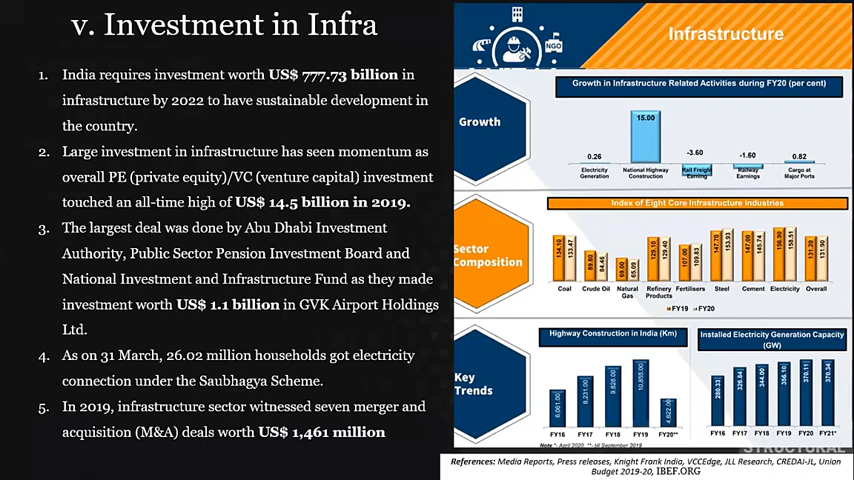 v. Investment in Infra
1. India requires investment worth US$ 777.73 billion in
infrastructure by 2022 to have sustainable development in
the country.
2. Large investment in infrastructure has seen momentum as
overall PE (private equity)/VC (venture capital) investment
touched an all-time high of US$ 14.5 billion in 2019.
3. The largest deal was done by Abu Dhabi Investment
Authority, Public Sector Pension Investment Board and
National Investment and Infrastructure Fund as they made
investment worth US$ 1.1 billion in GVK Airport Holdings
Ltd.
4. As on 31 March, 26.02 million households got electricity
connection under the Saubhagya Scheme.
5. In 2019, infrastructure sector witnessed seven merger and
acquisition (M&A) deals worth US$ 1,461 million
NGO
Infrastructure
Growth
Growth in Infrastructure Related Activities during FY20 (per cent)
0.26 15.00 -3.60 -1.60 0.82
Electricity Generation
National Highway Construction
Rail Freight Earning
Railway Earnings
Cargo at Major Ports
Sector
Composition
Index of Eight Core Infrastructure Industries
134.10 133.47 89.80 84.46 69.00 65.09 129.10 129.40 107.00 109.83 147.70 153.93 147.00 145.74 156.90 158.51 131.20 131.90
Coal Crude Oil Natural Gas Refinery Products Fertilisers Steel Cement Electricity Overall
FY19 FY20
Key
Trends
Highway Construction in India (Km)
6,061.00 8,231.00 9,828.00 10,855.00 4,622.00
FY16 FY17 FY18 FY19 FY20**
Installed Electricity Generation Capacity
(GW)
280.33 326.84 344.00 356.10 370.11 370.34
FY16 FY17 FY18 FY19 FY20 FY21*
Note *- April 2020, **- till September 2019
STRUCTURAL
References: Media Reports, Press releases, Knight Frank India, VCCEdge, JLL Research, CREDAI-JL, Union
Budget 2019-20, IBEF.ORG